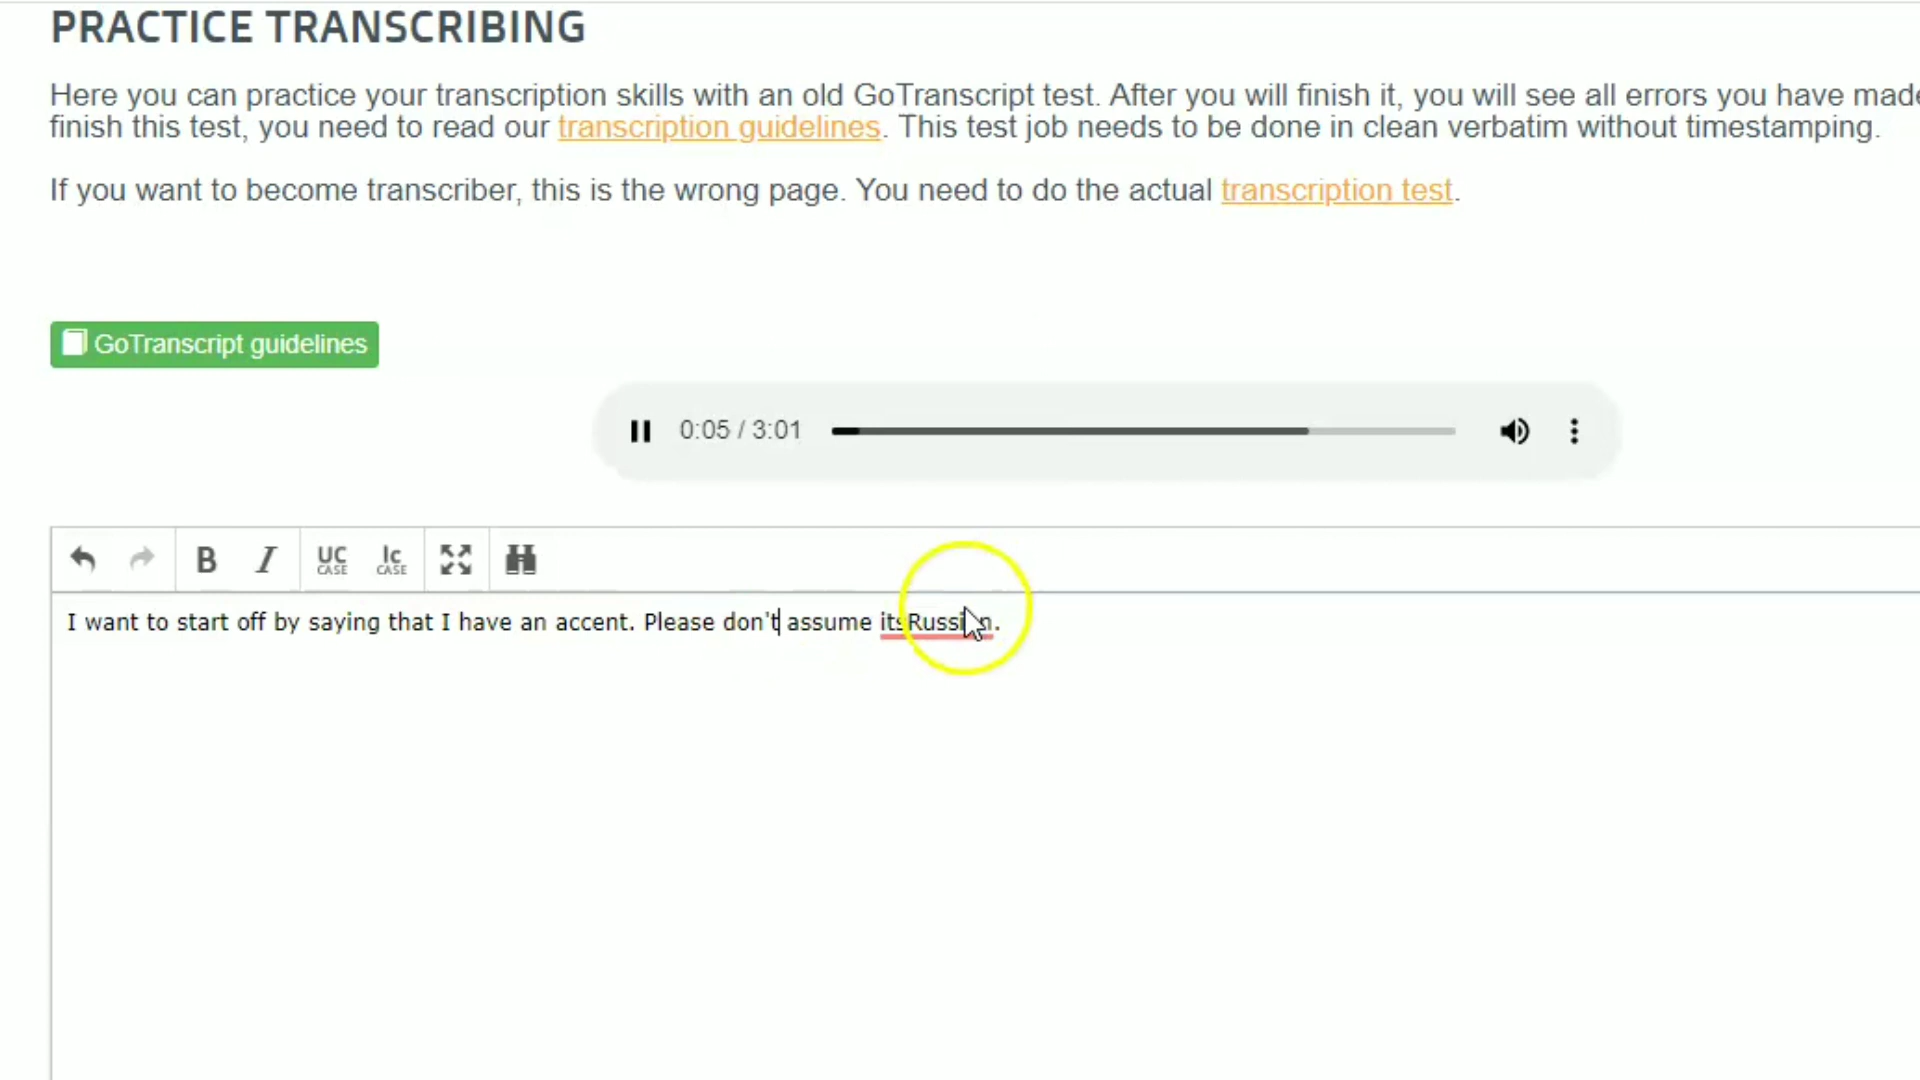 PRACTICE TRANSCRIBING
Here you can practice your transcription skills with an old GoTranscript test. After you will finish it, you will see all errors you have made
finish this test, you need to read our transcription guidelines. This test job needs to be done in clean verbatim without timestamping.
If you want to become transcriber, this is the wrong page. You need to do the actual transcription test.
GoTranscript guidelines
0:05 / 3:01
B I UC CASE lc CASE
I want to start off by saying that I have an accent. Please don't assume itsRussian.